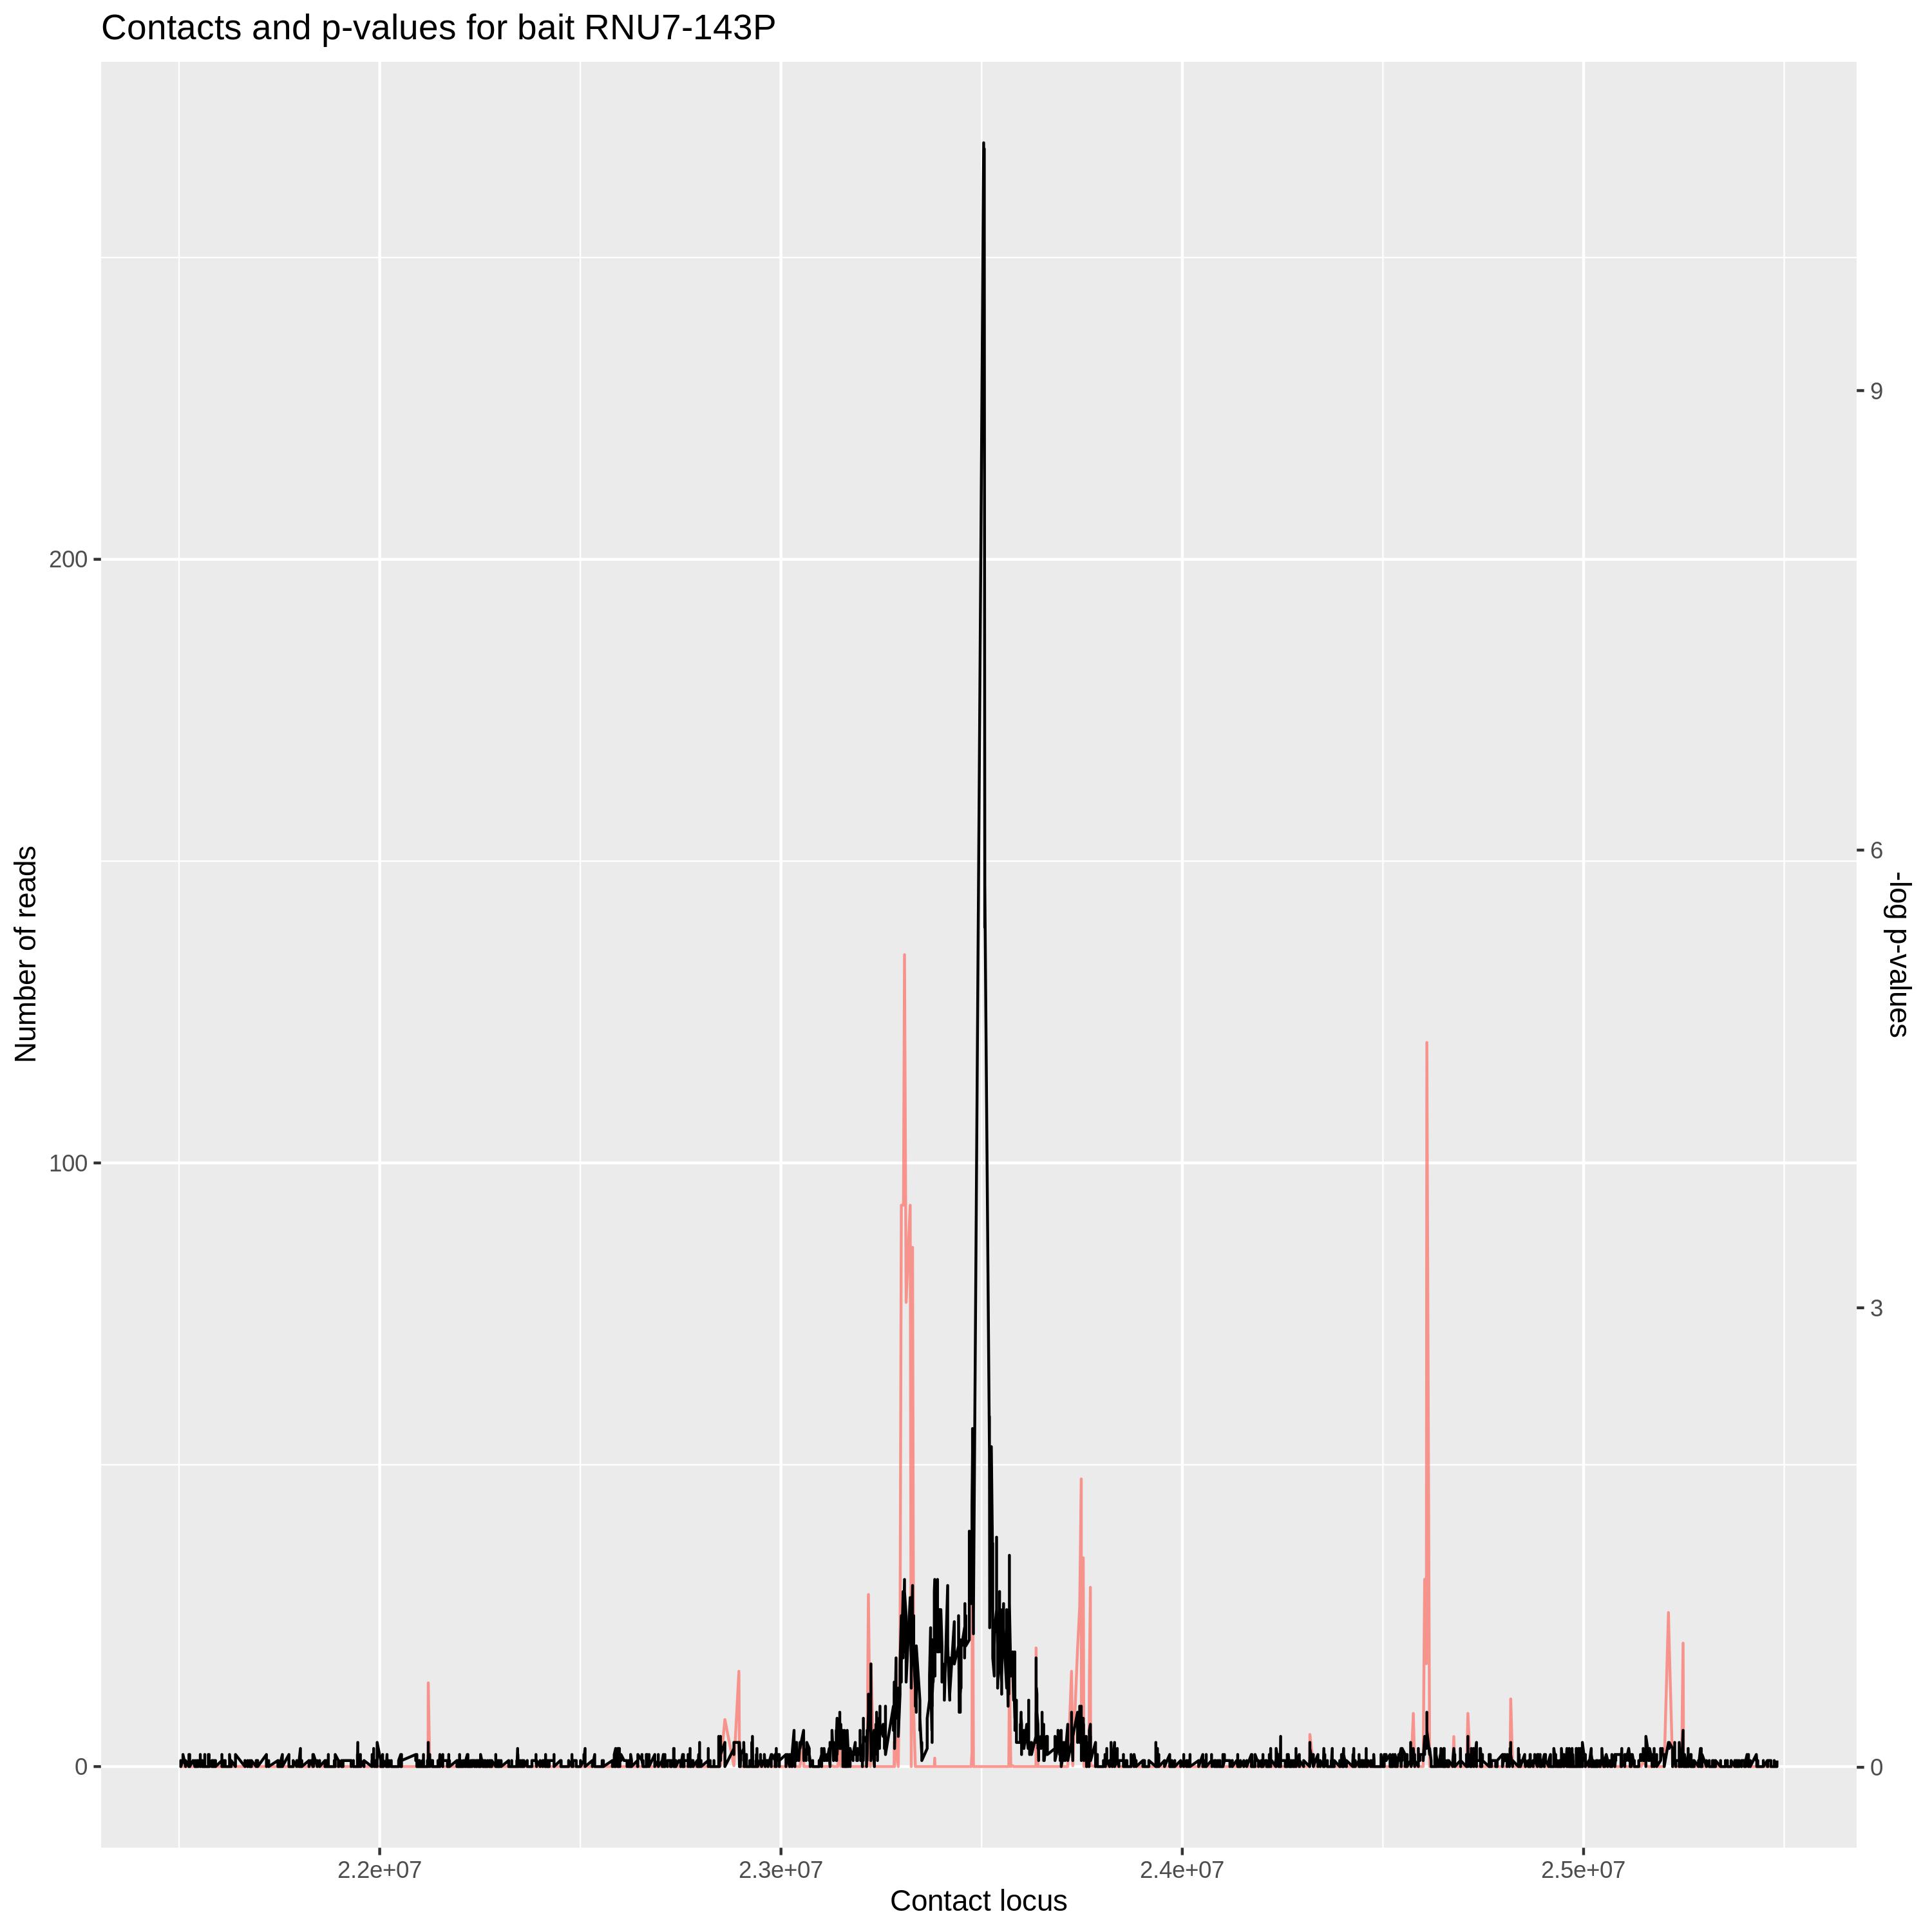 Contacts and p-values for bait RNU7-143P
Number of reads
200
100
0
9
6
3
0
-log p-values
2.2e+07
2.3e+07
2.4e+07
2.5e+07
Contact locus